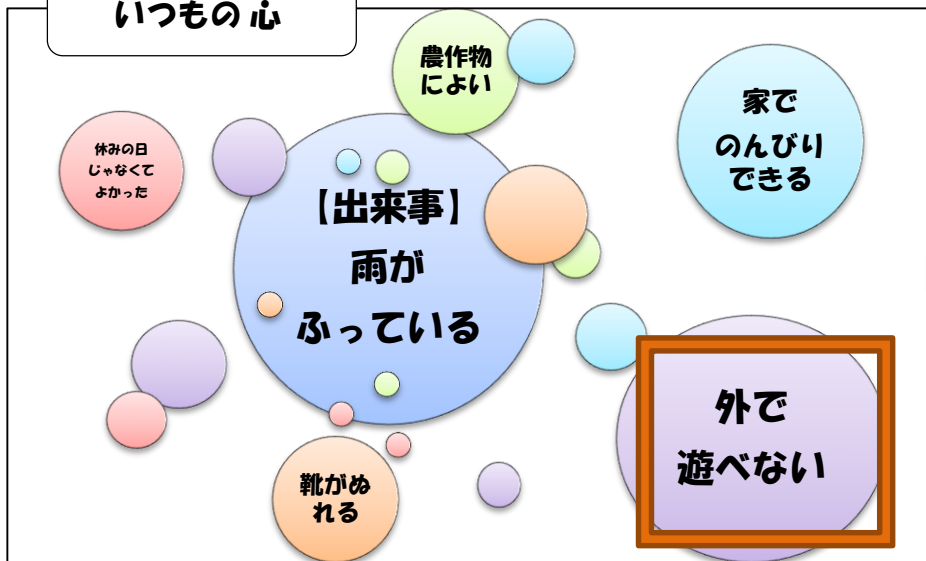 いつもの 心
農作物
によい
家で
のんびり
できる
休みの日
じゃなくて
よかった
【出来事】
雨が
ふっている
外で
遊べない
靴がぬ
れる